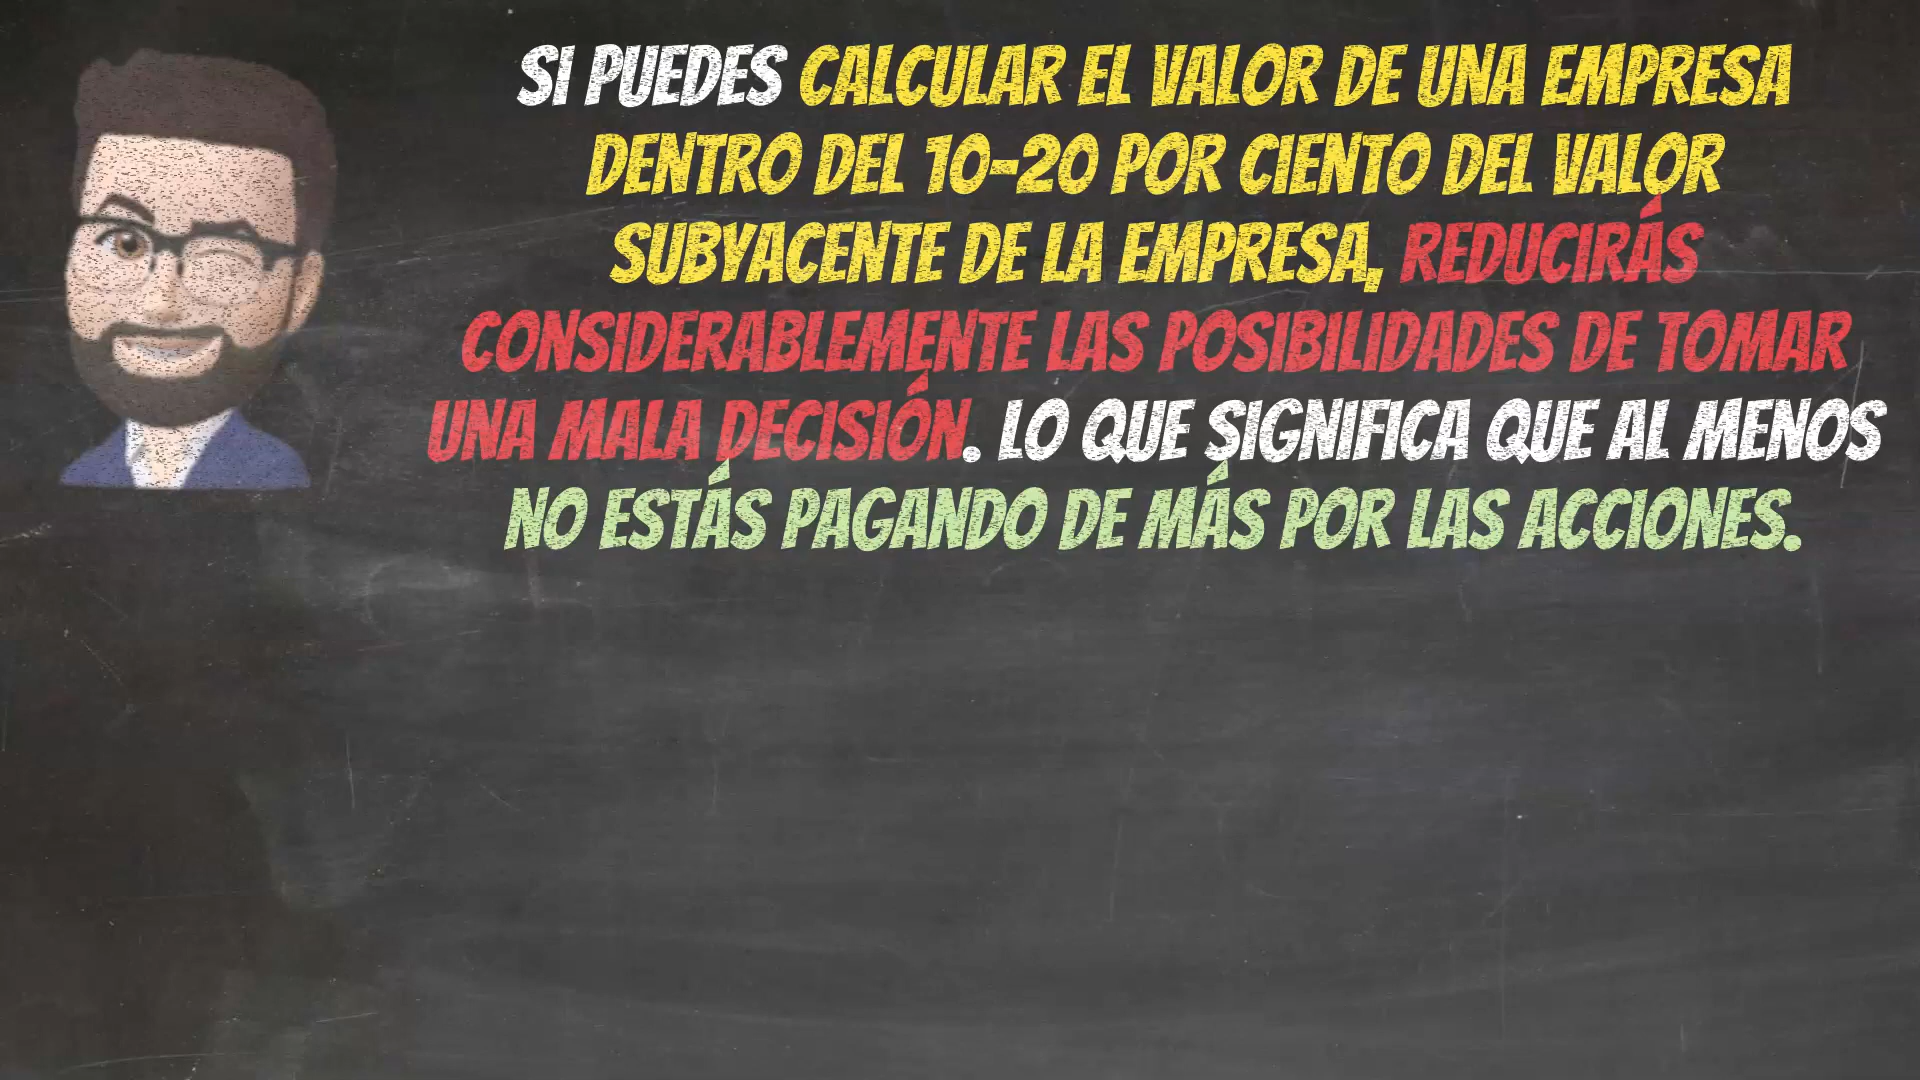 SI PUEDES CALCULAR EL VALOR DE UNA EMPRESA
DENTRO DEL 10-20 POR CIENTO DEL VALOR
SUBYACENTE DE LA EMPRESA, REDUCIRÁS
CONSIDERABLEMENTE LAS POSIBILIDADES DE TOMAR
UNA MALA DECISIÓN. LO QUE SIGNIFICA QUE AL MENOS
NO ESTÁS PAGANDO DE MÁS POR LAS ACCIONES.